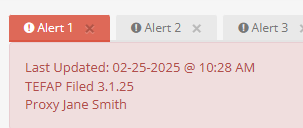 Alert 1 × Alert 2 × Alert 3 ×
Last Updated: 02-25-2025 @ 10:28 AM
TEFAP Filed 3.1.25
Proxy Jane Smith